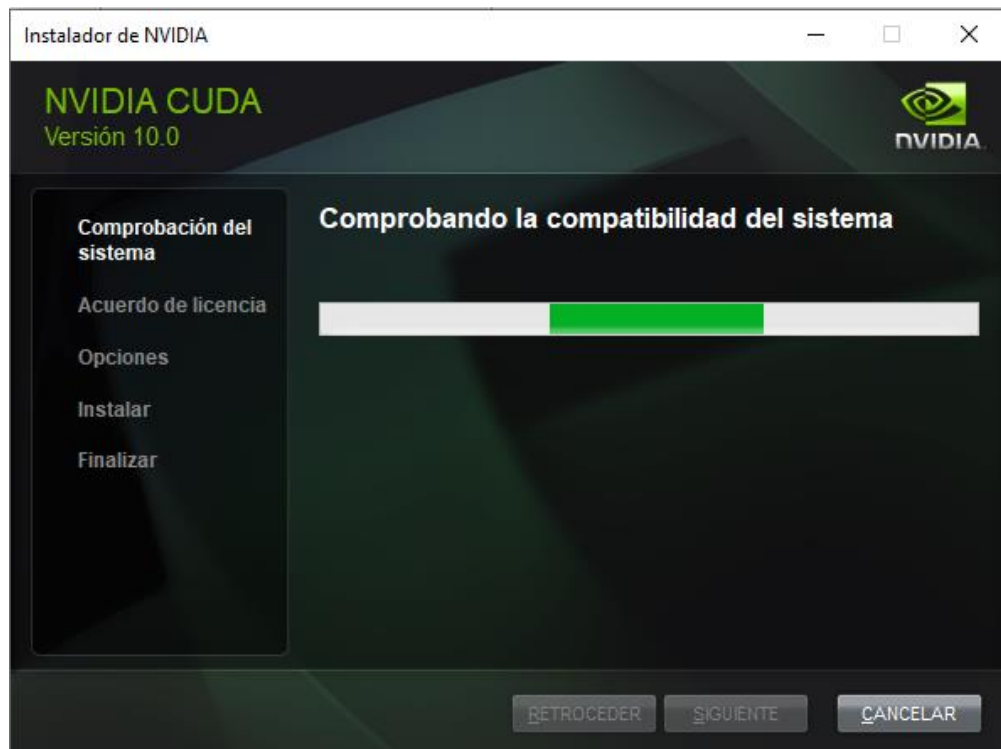 Instalador de NVIDIA
NVIDIA CUDA
Versión 10.0
NVIDIA.
Comprobación del
sistema
Acuerdo de licencia
Opciones
Instalar
Finalizar
Comprobando la compatibilidad del sistema
RETROCEDER
SIGUIENTE
CANCELAR